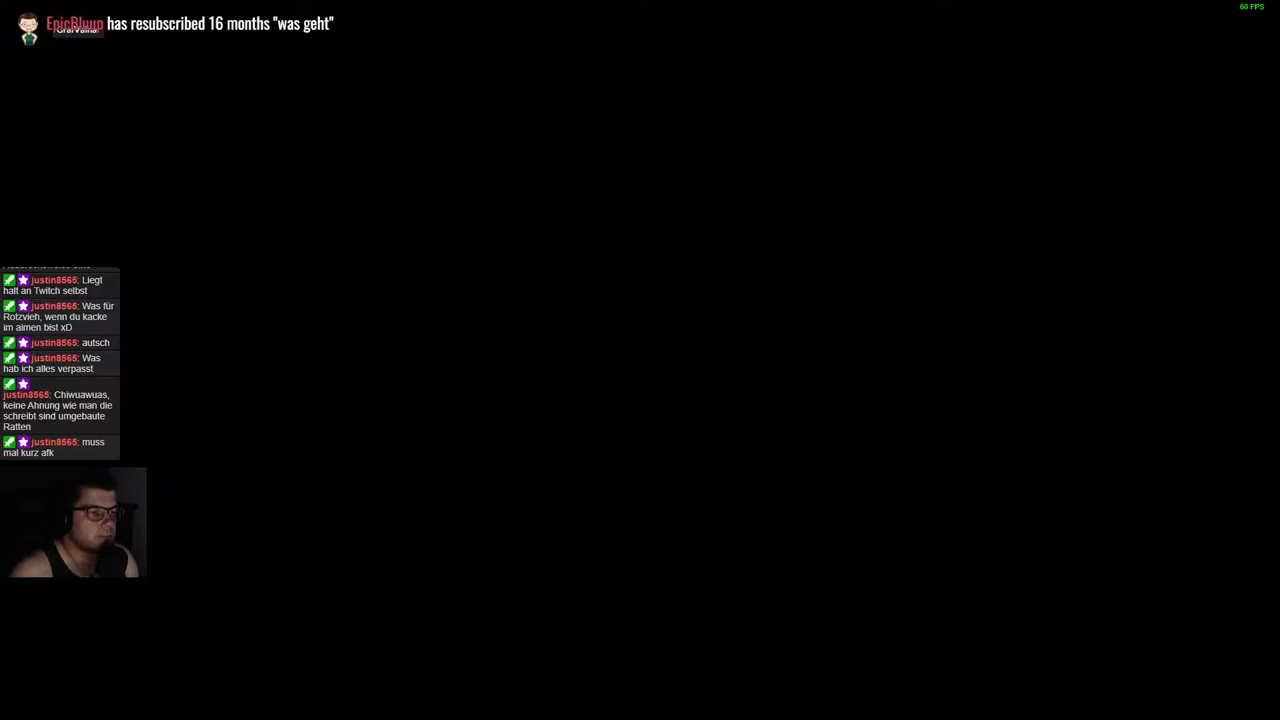 60 FPS
EpicBluup has resubscribed 16 months "was geht"
justin8565: Liegt
halt an Twitch selbst
justin8565: Was für
Rotzvieh, wenn du kacke
im aimen bist xD
justin8565: autsch
justin8565: Was
hab ich alles verpasst
justin8565: Chiwuawuas,
keine Ahnung wie man die
schreibt sind umgebaute
Ratten
justin8565: muss
mal kurz afk